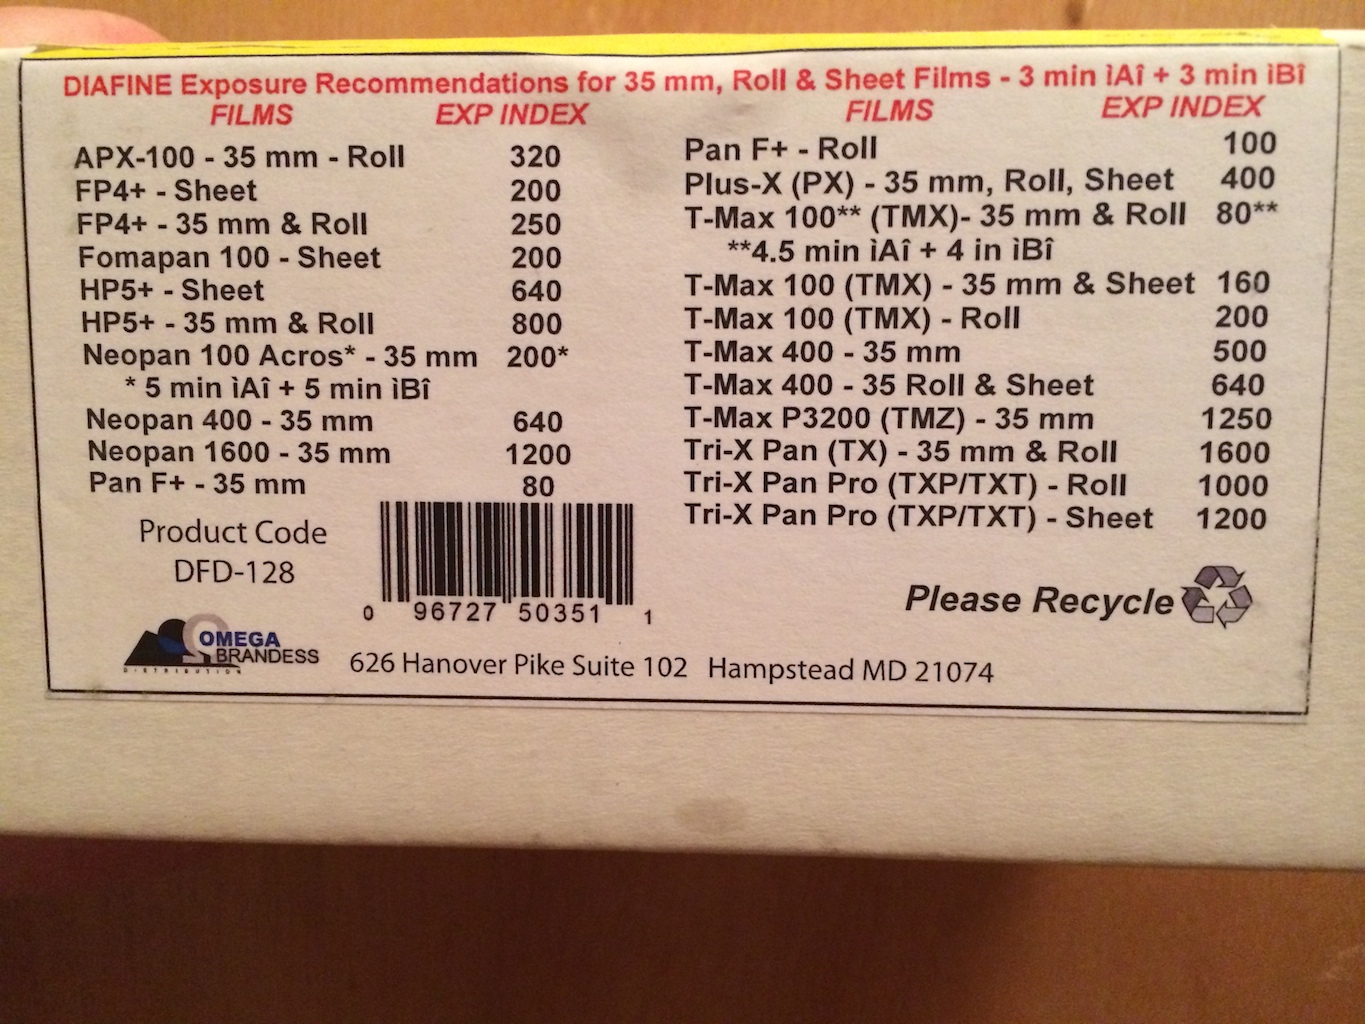 DIAFINE Exposure Recommendations for 35 mm, Roll & Sheet Films - 3 min ìAî + 3 min ìBî
FILMS EXP INDEX
APX-100 - 35 mm - Roll 320
FP4+ - Sheet 200
FP4+ - 35 mm & Roll 250
Fomapan 100 - Sheet 200
HP5+ - Sheet 640
HP5+ - 35 mm & Roll 800
Neopan 100 Acros* - 35 mm 200*
* 5 min ìAî + 5 min ìBî
Neopan 400 - 35 mm 640
Neopan 1600 - 35 mm 1200
Pan F+ - 35 mm 80
FILMS EXP INDEX
Pan F+ - Roll 100
Plus-X (PX) - 35 mm, Roll, Sheet 400
T-Max 100** (TMX)- 35 mm & Roll 80**
**4.5 min ìAî + 4 in ìBî
T-Max 100 (TMX) - 35 mm & Sheet 160
T-Max 100 (TMX) - Roll 200
T-Max 400 - 35 mm 500
T-Max 400 - 35 Roll & Sheet 640
T-Max P3200 (TMZ) - 35 mm 1250
Tri-X Pan (TX) - 35 mm & Roll 1600
Tri-X Pan Pro (TXP/TXT) - Roll 1000
Tri-X Pan Pro (TXP/TXT) - Sheet 1200
Product Code
DFD-128
0 96727 50351 1
Please Recycle
OMEGA
BRANDESS
DISTRIBUTION
626 Hanover Pike Suite 102 Hampstead MD 21074